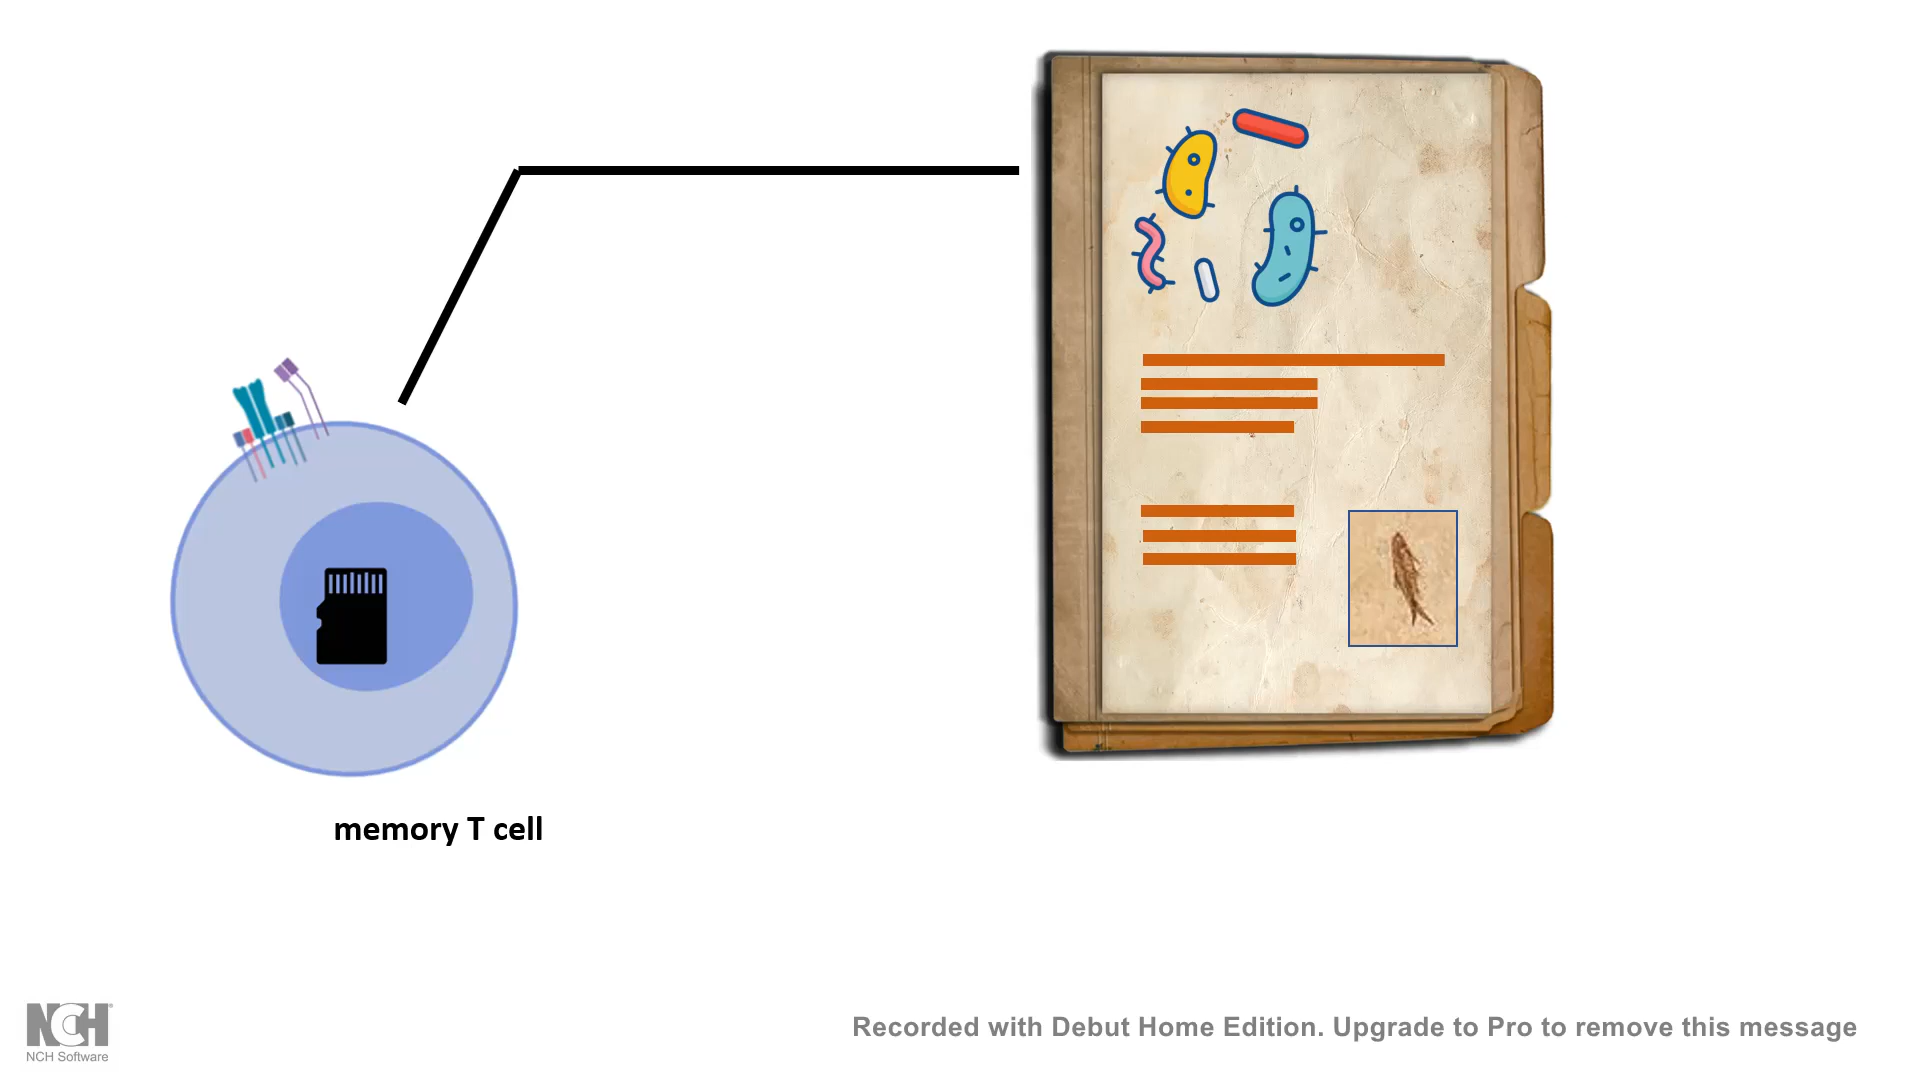 memory T cell
NCH®
NCH Software
Recorded with Debut Home Edition. Upgrade to Pro to remove this message